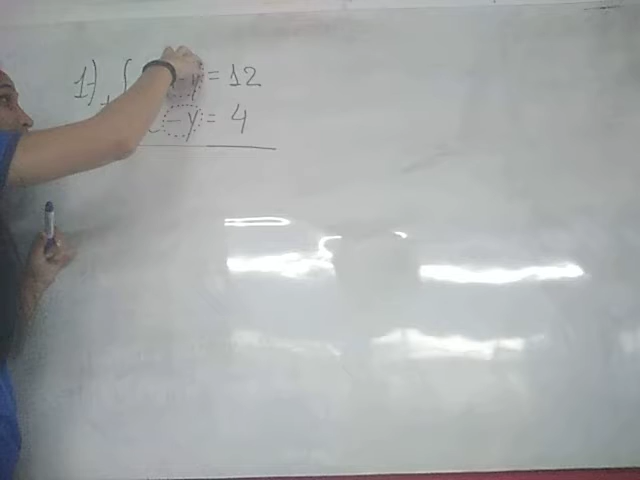 1-) { -y = 12
+ -y = 4